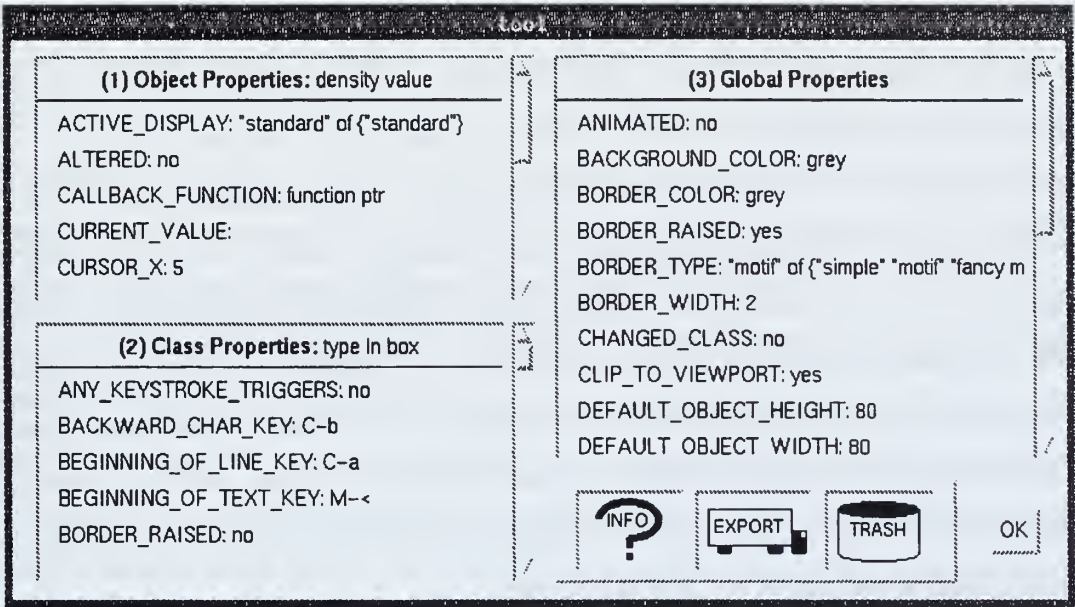 tool
(1) Object Properties: density value
ACTIVE_DISPLAY: "standard" of {"standard"}
ALTERED: no
CALLBACK_FUNCTION: function ptr
CURRENT_VALUE:
CURSOR_X: 5
(2) Class Properties: type in box
ANY_KEYSTROKE_TRIGGERS: no
BACKWARD_CHAR_KEY: C-b
BEGINNING_OF_LINE_KEY: C-a
BEGINNING_OF_TEXT_KEY: M-<
BORDER_RAISED: no
(3) Global Properties
ANIMATED: no
BACKGROUND_COLOR: grey
BORDER_COLOR: grey
BORDER_RAISED: yes
BORDER_TYPE: "motif" of {"simple" "motif" "fancy m
BORDER_WIDTH: 2
CHANGED_CLASS: no
CLIP_TO_VIEWPORT: yes
DEFAULT_OBJECT_HEIGHT: 80
DEFAULT_OBJECT_WIDTH: 80
INFO
EXPORT
TRASH
OK